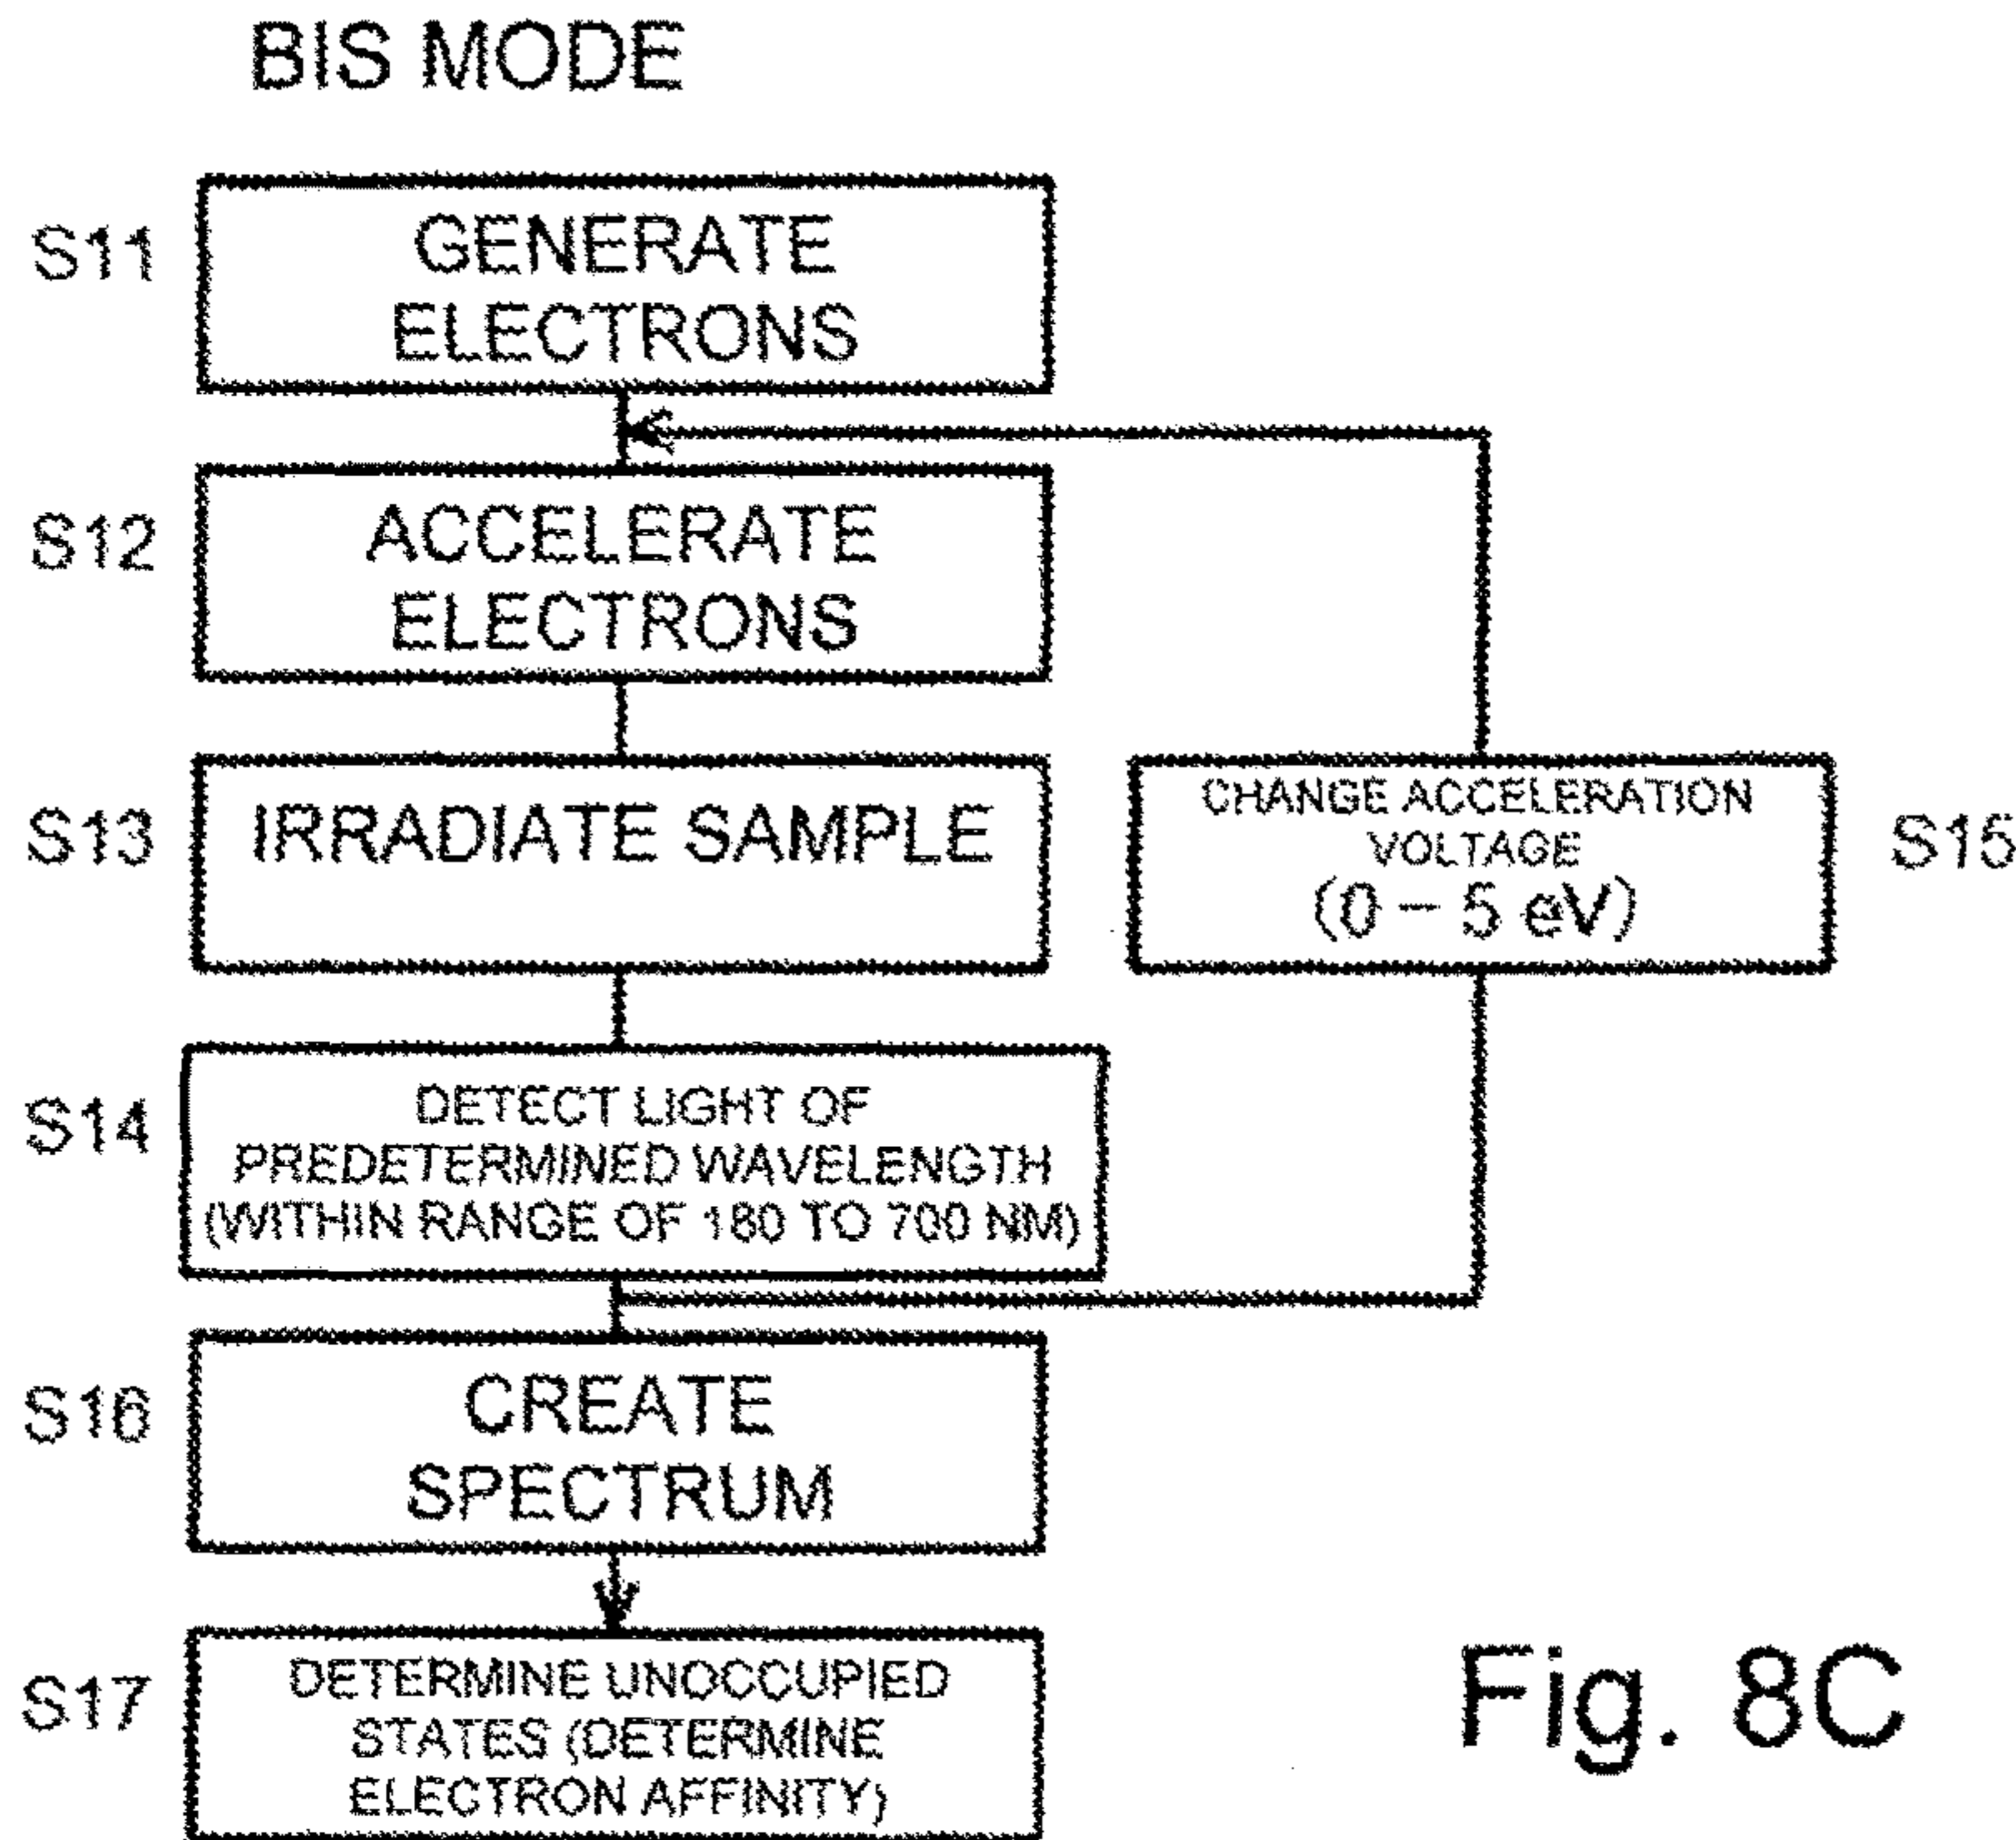 BIS MODE
S11
GENERATE
ELECTRONS
S12
ACCELERATE
ELECTRONS
S13
IRRADIATE SAMPLE
CHANGE ACCELERATION
VOLTAGE
(0 – 5 eV)
S15
S14
DETECT LIGHT OF
PREDETERMINED WAVELENGTH
(WITHIN RANGE OF 180 TO 700 NM)
S16
CREATE
SPECTRUM
S17
DETERMINE UNOCCUPIED
STATES (DETERMINE
ELECTRON AFFINITY)
Fig. 8C